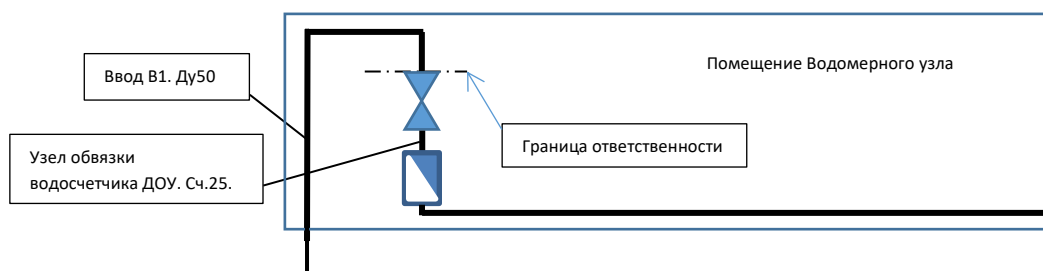 Помещение Водомерного узла
Ввод В1. Ду50
Граница ответственности
Узел обвязки
водосчетчика ДОУ. Сч.25.